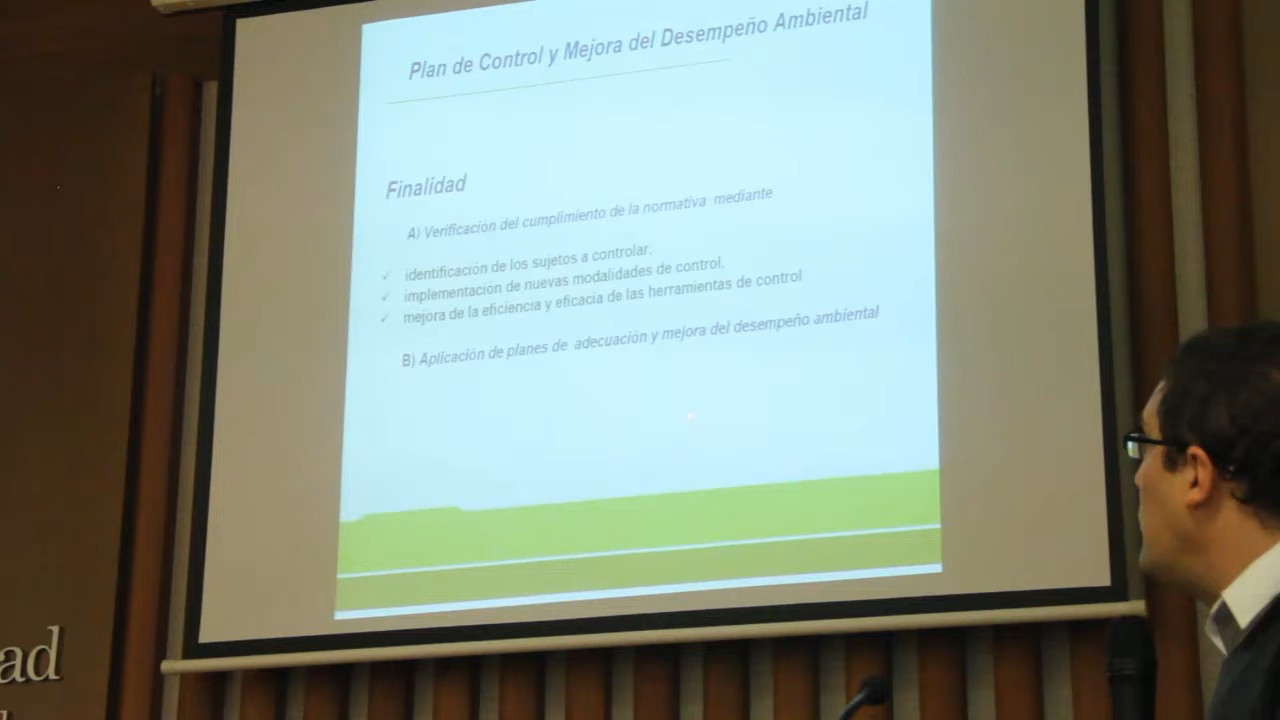 Plan de Control y Mejora del Desempeño Ambiental
Finalidad
A) Verificación del cumplimiento de la normativa mediante
identificación de los sujetos a controlar;
implementación de nuevas modalidades de control,
mejora de la eficiencia y eficacia de las herramientas de control
B) Aplicación de planes de adecuación y mejora del desempeño ambiental
ad